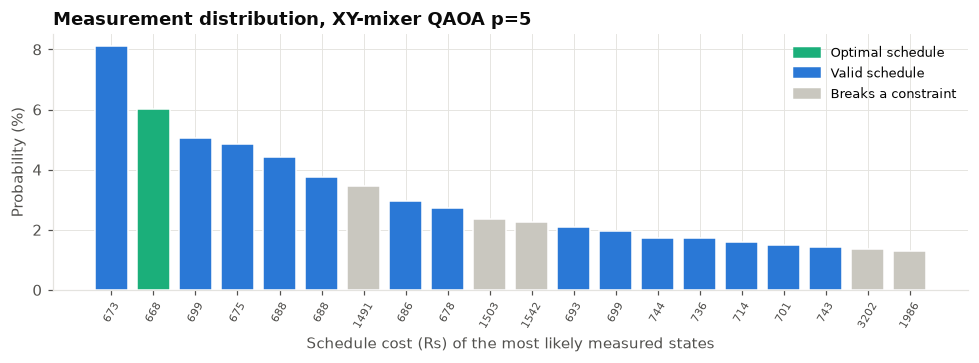 Measurement distribution, XY-mixer QAOA p=5
Optimal schedule
Valid schedule
Breaks a constraint
Probability (%)
8
6
4
2
0
673 668 699 675 688 688 1491 686 678 1503 1542 693 699 744 736 714 701 743 3202 1986
Schedule cost (Rs) of the most likely measured states